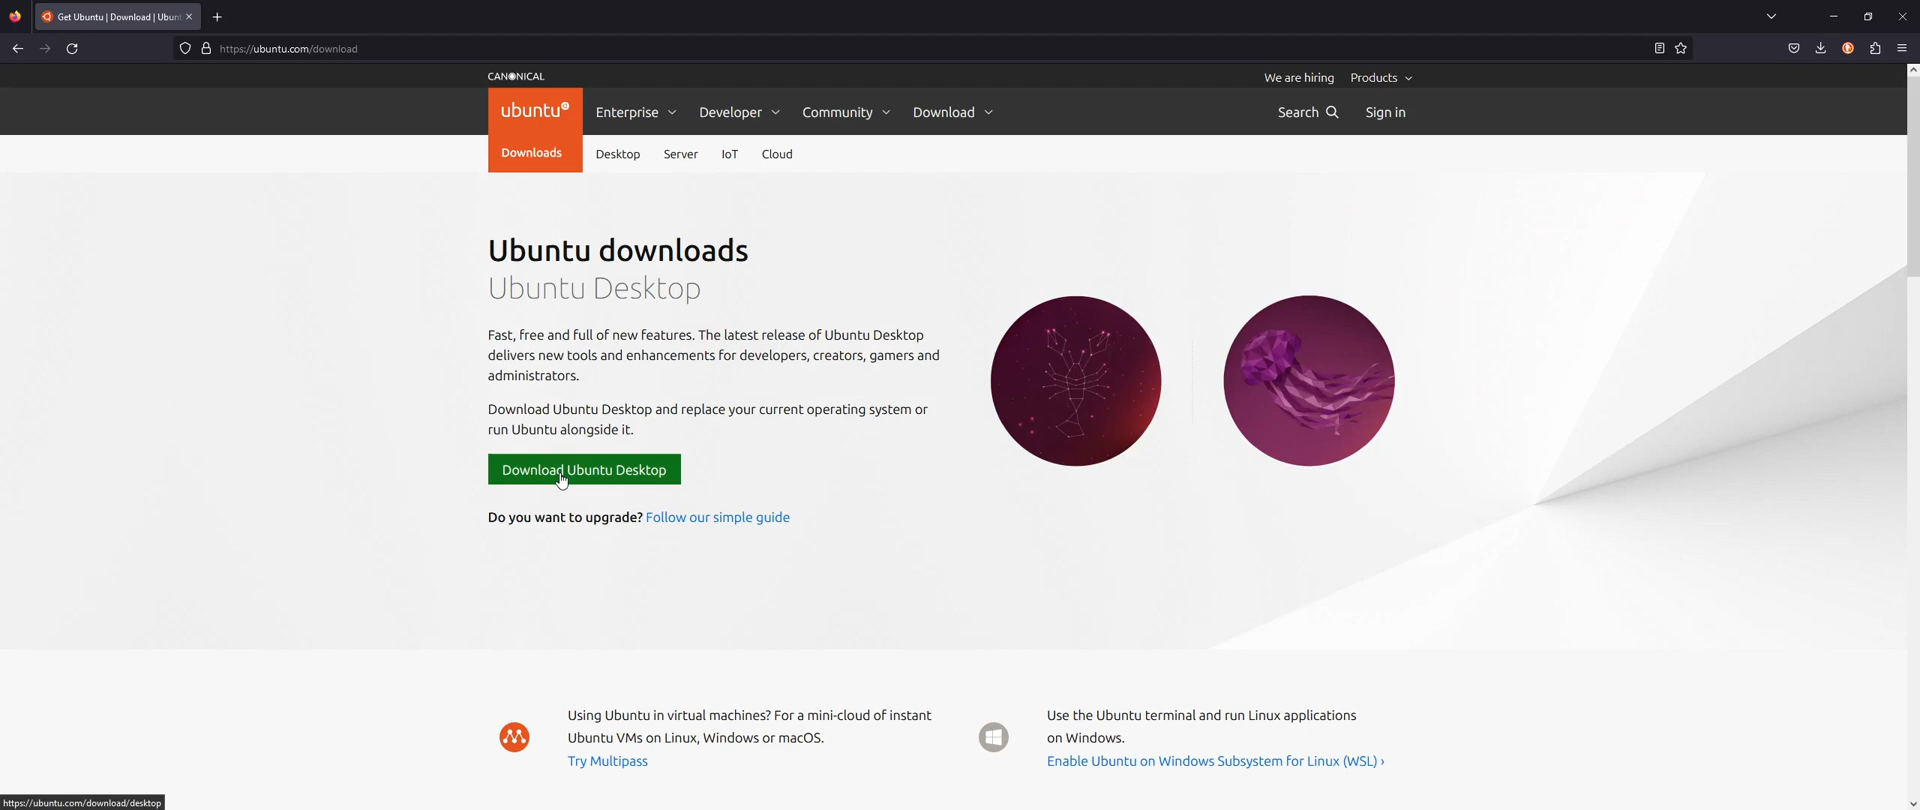 Get Ubuntu | Download | Ubunt
https://ubuntu.com/download
CANONICAL
We are hiring
Products
ubuntu
Enterprise
Developer
Community
Download
Search
Sign in
Downloads
Desktop
Server
IoT
Cloud
Ubuntu downloads
Ubuntu Desktop
Fast, free and full of new features. The latest release of Ubuntu Desktop
delivers new tools and enhancements for developers, creators, gamers and
administrators.
Download Ubuntu Desktop and replace your current operating system or
run Ubuntu alongside it.
Download Ubuntu Desktop
Do you want to upgrade? Follow our simple guide
Using Ubuntu in virtual machines? For a mini-cloud of instant
Ubuntu VMs on Linux, Windows or macOS.
Try Multipass
Use the Ubuntu terminal and run Linux applications
on Windows.
Enable Ubuntu on Windows Subsystem for Linux (WSL) ›
https://ubuntu.com/download/desktop